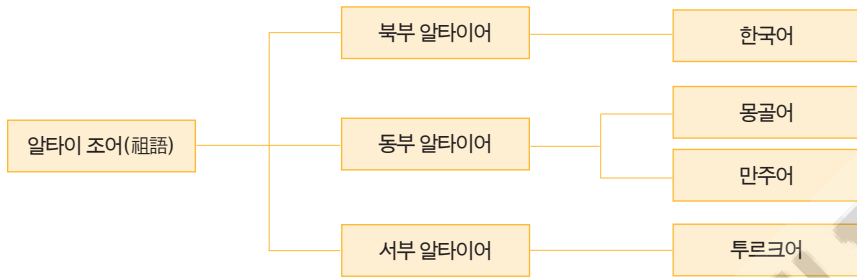 북부 알타이어
한국어
알타이 조어(祖語)
동부 알타이어
몽골어
만주어
서부 알타이어
투르크어